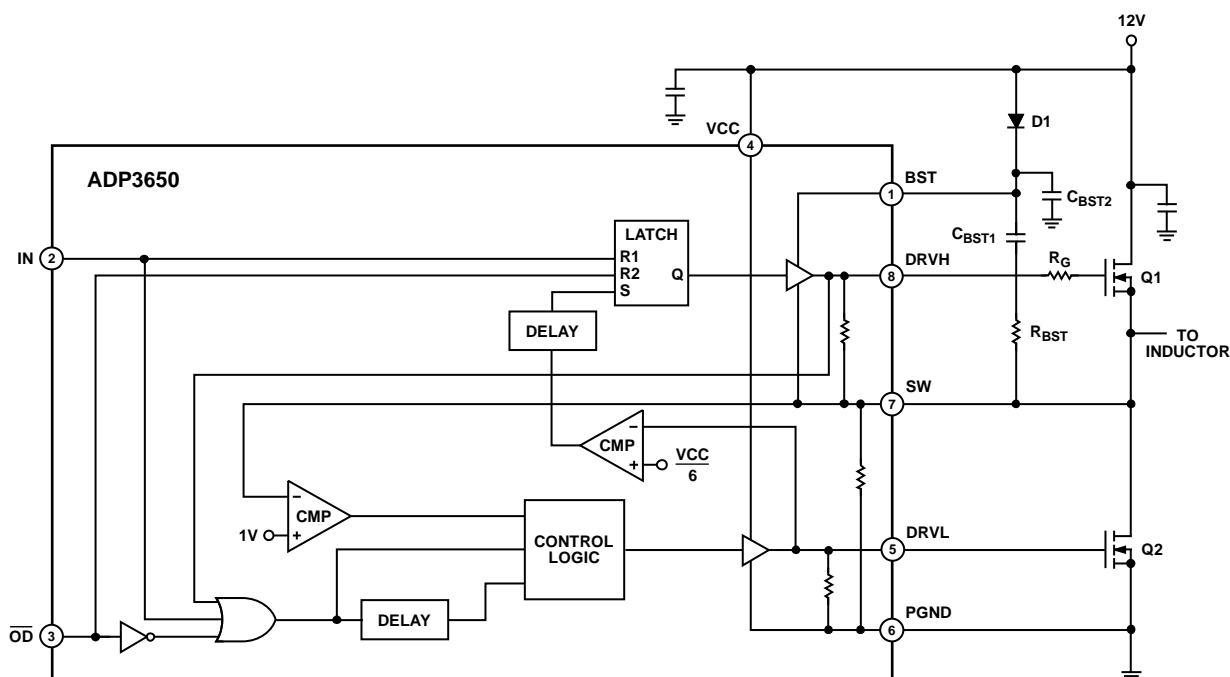 12V
D1
VCC
4
ADP3650
BST
1
CBST2
CBST1
LATCH
R1
R2
S
Q
IN
2
DRVH
8
RG
Q1
DELAY
RBST
TO
INDUCTOR
SW
7
CMP
−
+
VCC
6
−
CMP
1V
+
CONTROL
LOGIC
DRVL
5
Q2
DELAY
OD
3
PGND
6